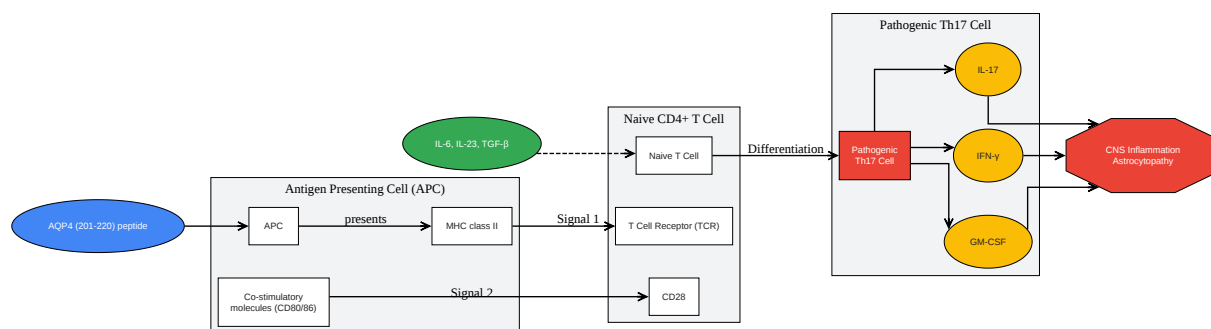 Pathogenic Th17 Cell
IL-17
Naive CD4+ T Cell
IL-6, IL-23, TGF-β
Naive T Cell
Differentiation
Pathogenic
Th17 Cell
IFN-γ
CNS Inflammation
Astrocytopathy
Antigen Presenting Cell (APC)
AQP4 (201-220) peptide
APC
presents
MHC class II
Signal 1
T Cell Receptor (TCR)
GM-CSF
Co-stimulatory
molecules (CD80/86)
Signal 2
CD28